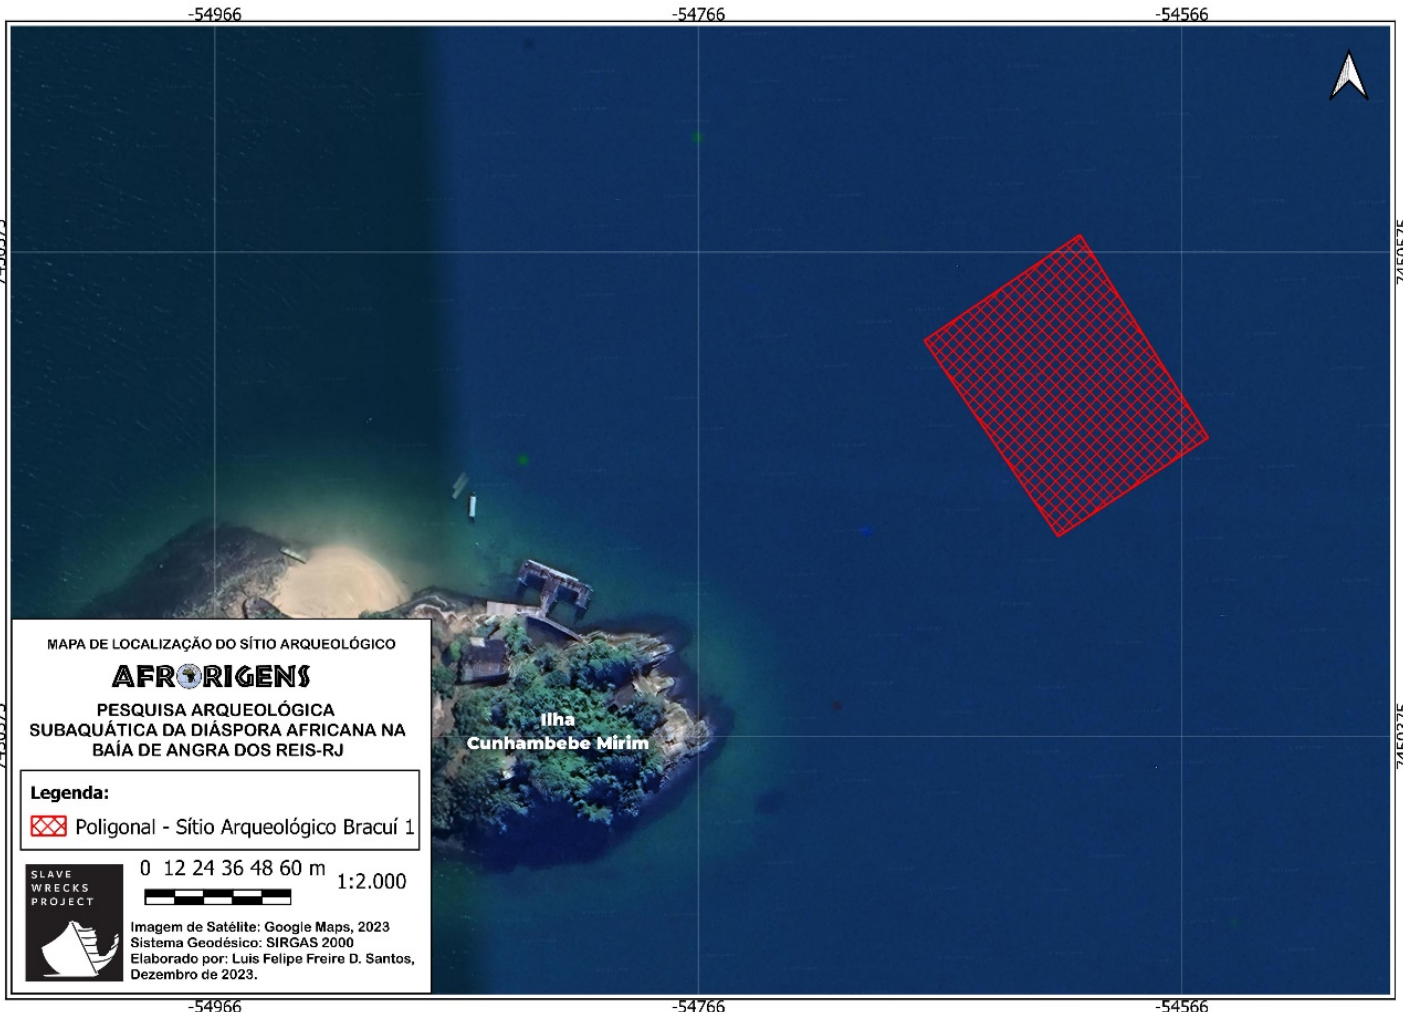 -54966
-54766
-54566
MAPA DE LOCALIZAÇÃO DO SÍTIO ARQUEOLÓGICO
AFRORIGENS
PESQUISA ARQUEOLÓGICA
SUBAQUÁTICA DA DIÁSPORA AFRICANA NA
BAÍA DE ANGRA DOS REIS-RJ
Legenda:
Poligonal - Sítio Arqueológico Bracuí 1
SLAVE
WRECKS
PROJECT
0 12 24 36 48 60 m
1:2.000
Imagem de Satélite: Google Maps, 2023
Sistema Geodésico: SIRGAS 2000
Elaborado por: Luis Felipe Freire D. Santos,
Dezembro de 2023.
Ilha
Cunhambebe Mirim
-54966
-54766
-54566